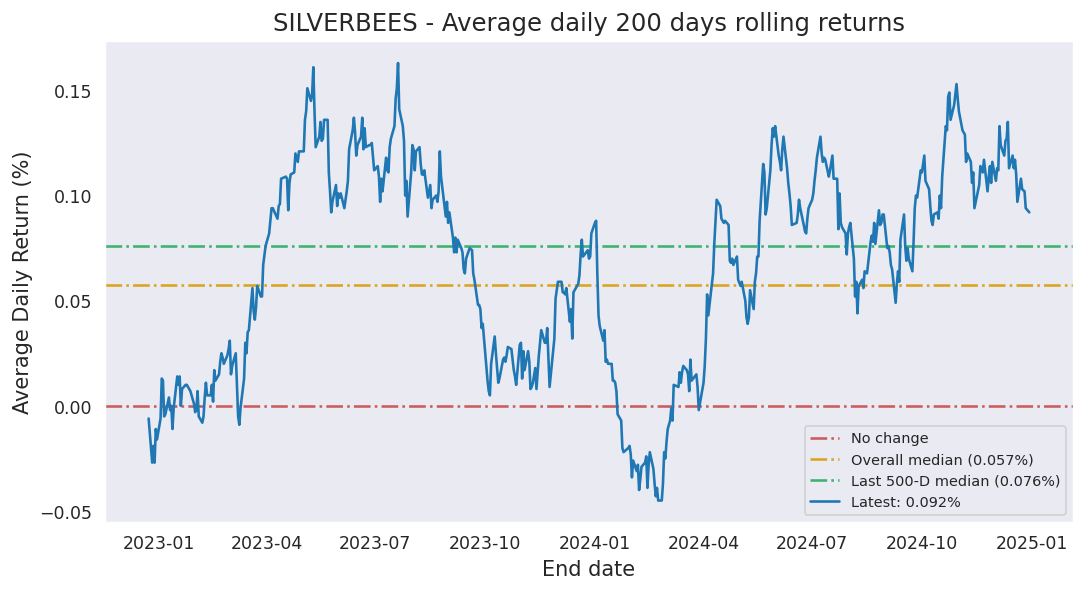 SILVERBEES - Average daily 200 days rolling returns
Average Daily Return (%)
0.15
0.10
0.05
0.00
−0.05
No change
Overall median (0.057%)
Last 500-D median (0.076%)
Latest: 0.092%
2023-01 2023-04 2023-07 2023-10 2024-01 2024-04 2024-07 2024-10 2025-01
End date